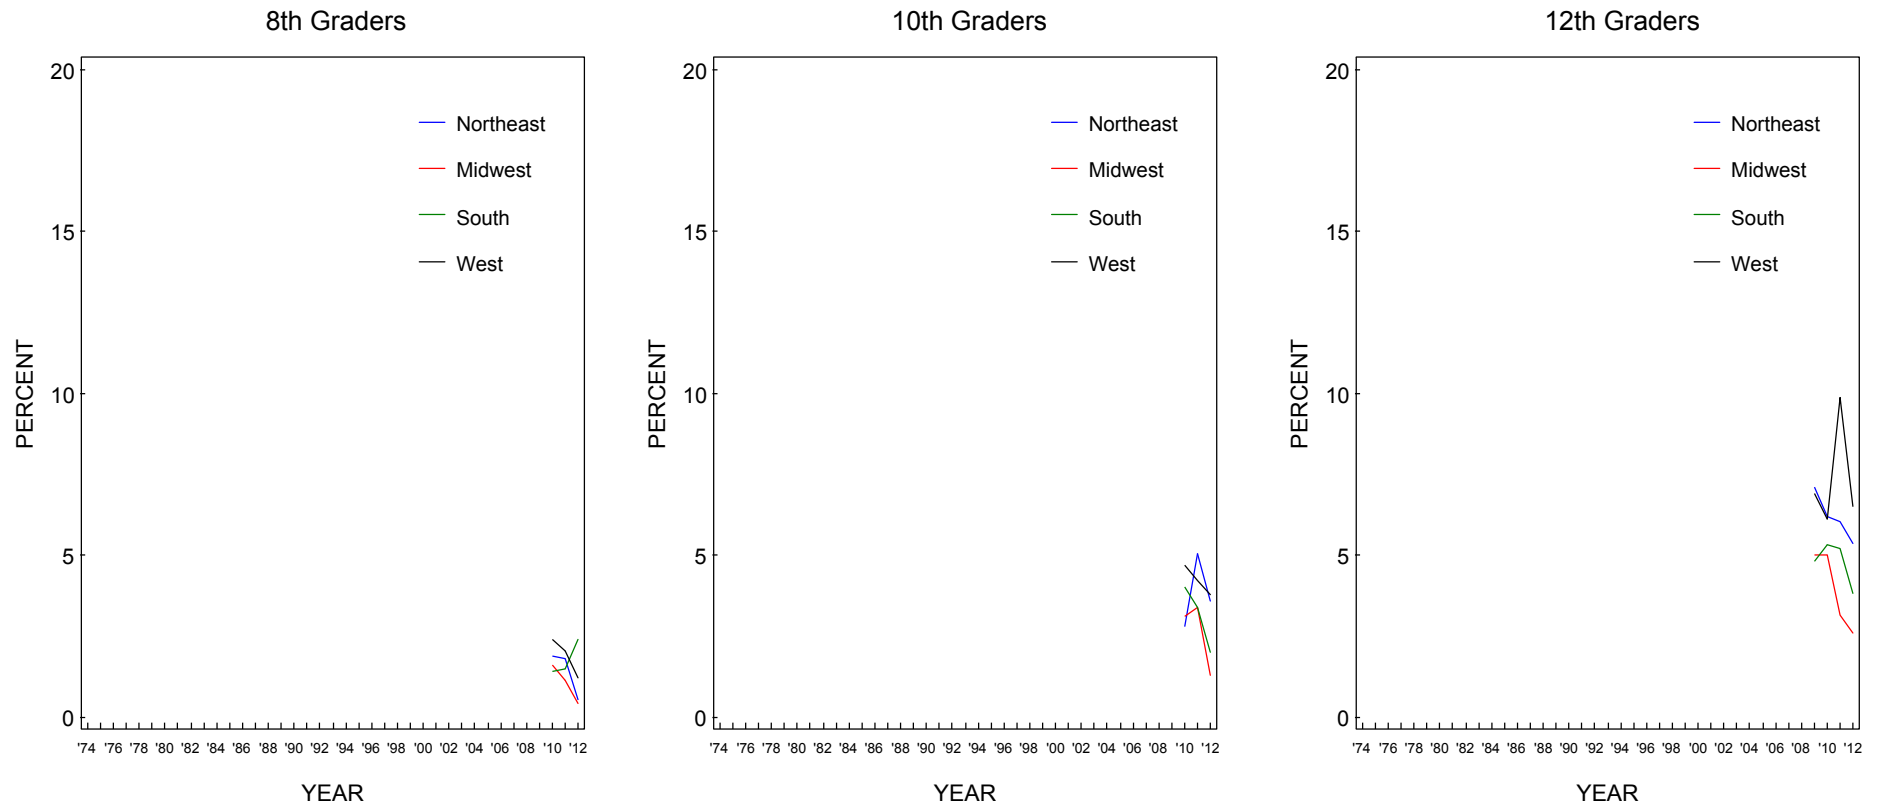 8th Graders
20
15
10
5
0
PERCENT
Northeast
Midwest
South
West
'74 '76 '78 '80 '82 '84 '86 '88 '90 '92 '94 '96 '98 '00 '02 '04 '06 '08 '10 '12
YEAR
10th Graders
20
15
10
5
0
PERCENT
Northeast
Midwest
South
West
'74 '76 '78 '80 '82 '84 '86 '88 '90 '92 '94 '96 '98 '00 '02 '04 '06 '08 '10 '12
YEAR
12th Graders
20
15
10
5
0
PERCENT
Northeast
Midwest
South
West
'74 '76 '78 '80 '82 '84 '86 '88 '90 '92 '94 '96 '98 '00 '02 '04 '06 '08 '10 '12
YEAR